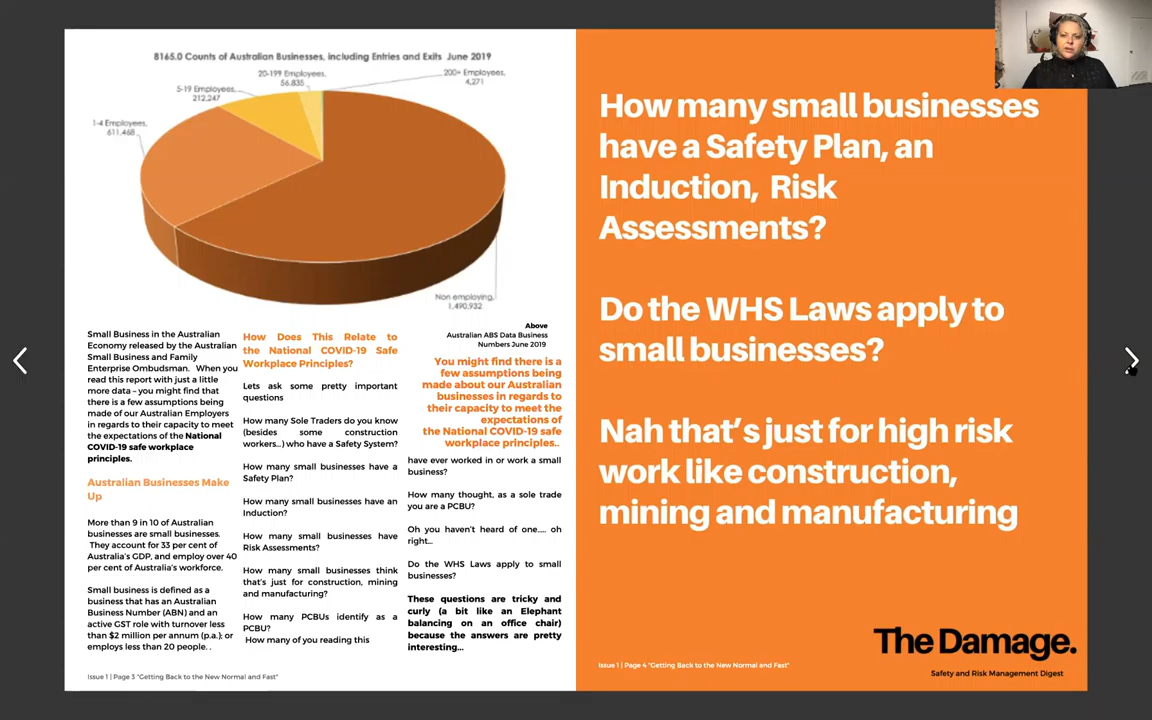 8165.0 Counts of Australian Businesses, including Entries and Exits June 2019
20-199 Employees,
56,835
200+ Employees,
4,271
5-19 Employees,
212,247
1-4 Employees,
611,468
Non employing,
1,490,932
Small Business in the Australian
Economy released by the Australian
Small Business and Family
Enterprise Ombudsman. When you
read this report with just a little
more data – you might find that
there is a few assumptions being
made of our Australian Employers
in regards to their capacity to meet
the expectations of the National
COVID-19 safe workplace
principles.
Australian Businesses Make
Up
More than 9 in 10 of Australian
businesses are small businesses.
They account for 33 per cent of
Australia's GDP, and employ over 40
per cent of Australia's workforce.
Small business is defined as a
business that has an Australian
Business Number (ABN) and an
active GST role with turnover less
than $2 million per annum (p.a.); or
employs less than 20 people. .
Issue 1 | Page 3 "Getting Back to the New Normal and Fast"
How Does This Relate to
the National COVID-19 Safe
Workplace Principles?
Lets ask some pretty important
questions
How many Sole Traders do you know
(besides some construction
workers...) who have a Safety System?
How many small businesses have a
Safety Plan?
How many small businesses have an
Induction?
How many small businesses have
Risk Assessments?
How many small businesses think
that's just for construction, mining
and manufacturing?
How many PCBUs identify as a
PCBU?
How many of you reading this
Above
Australian ABS Data Business
Numbers June 2019
You might find there is a
few assumptions being
made about our Australian
businesses in regards to
their capacity to meet the
expectations of
the National COVID-19 safe
workplace principles..
have ever worked in or work a small
business?
How many thought, as a sole trade
you are a PCBU?
Oh you haven't heard of one.... oh
right...
Do the WHS Laws apply to small
businesses?
These questions are tricky and
curly (a bit like an Elephant
balancing on an office chair)
because the answers are pretty
interesting...
How many small businesses
have a Safety Plan, an
Induction, Risk
Assessments?
Do the WHS Laws apply to
small businesses?
Nah that's just for high risk
work like construction,
mining and manufacturing
The Damage.
Issue 1 | Page 4 "Getting Back to the New Normal and Fast"
Safety and Risk Management Digest